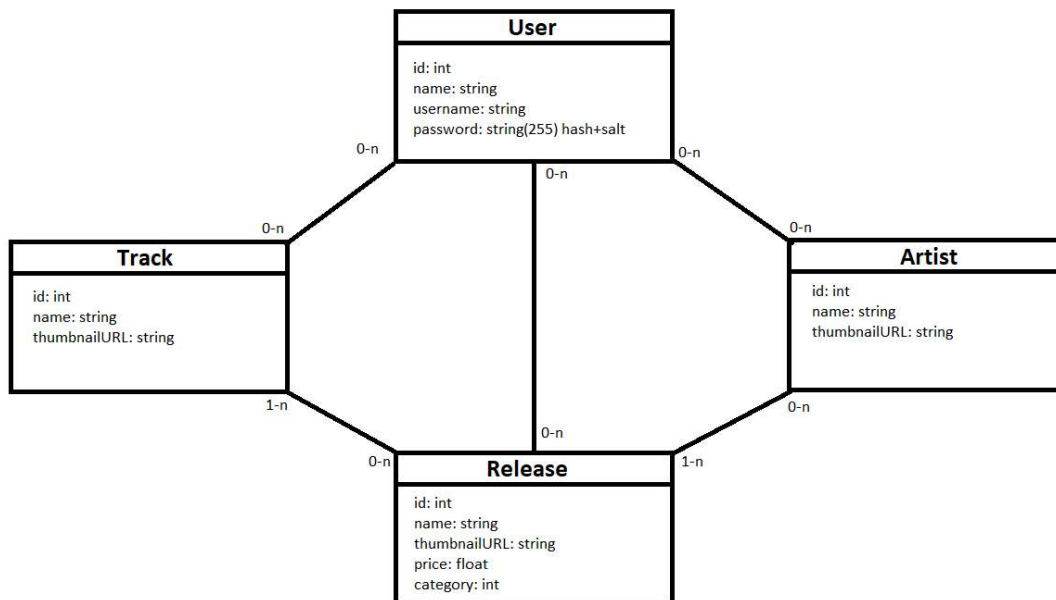 User
id: int
name: string
username: string
password: string(255) hash+salt
0-n
0-n
0-n
0-n
0-n
Track
id: int
name: string
thumbnailURL: string
Artist
id: int
name: string
thumbnailURL: string
1-n
0-n
0-n
0-n
1-n
Release
id: int
name: string
thumbnailURL: string
price: float
category: int